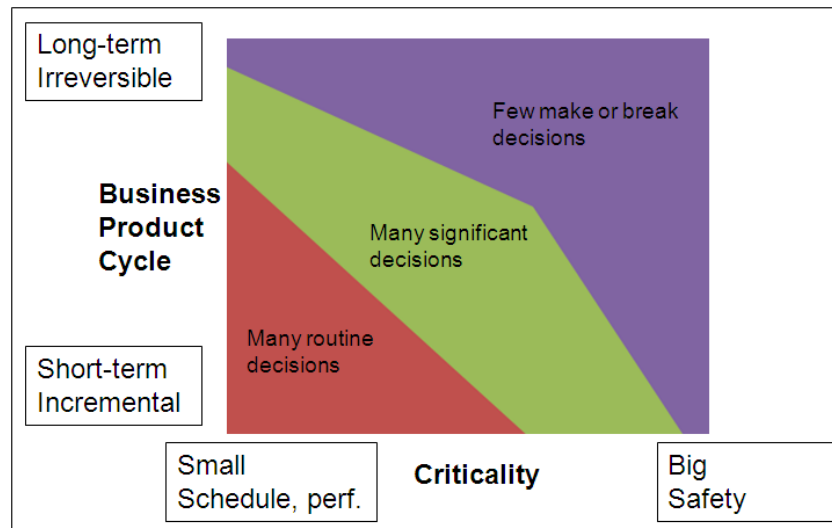 Long-term
Irreversible
Few make or break
decisions
Business
Product
Cycle
Many significant
decisions
Many routine
decisions
Short-term
Incremental
Small
Schedule, perf.
Criticality
Big
Safety